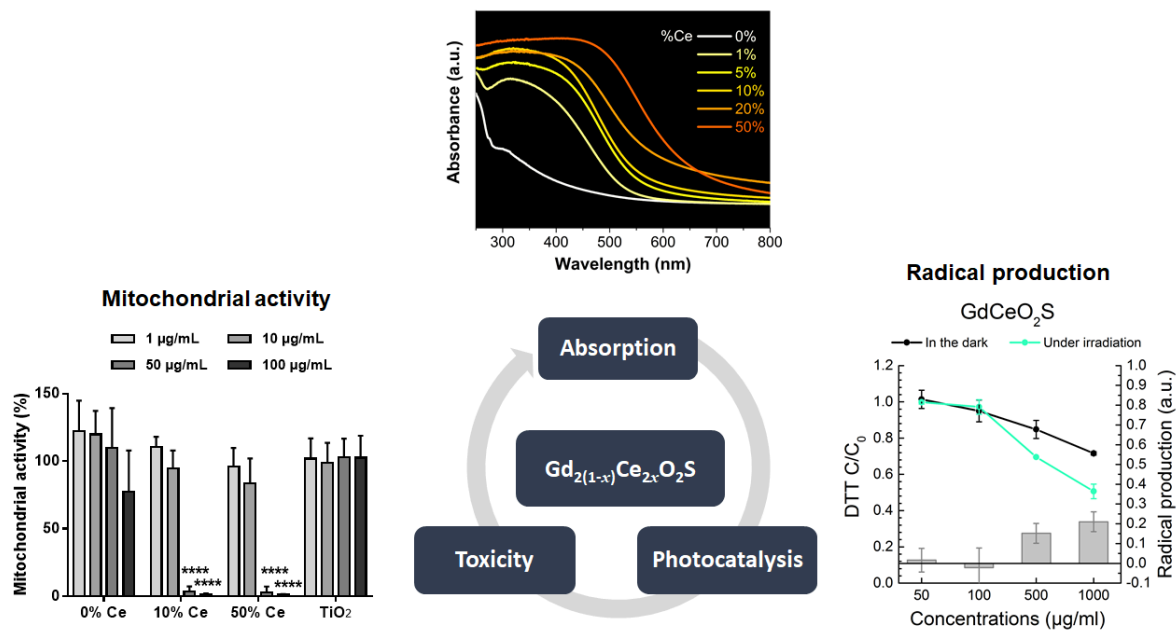 %Ce
0%
1%
5%
10%
20%
50%
Absorbance (a.u.)
300 400 500 600 700 800
Wavelength (nm)
Mitochondrial activity
1 µg/mL 10 µg/mL
50 µg/mL 100 µg/mL
Mitochondrial activity (%)
150
100
50
0
**** ****
**** ****
0% Ce 10% Ce 50% Ce TiO₂
Absorption
Gd₂₍₁₋ₓ₎Ce₂ₓO₂S
Toxicity
Photocatalysis
Radical production
GdCeO₂S
In the dark Under irradiation
DTT C/C₀
1.2
1.0
0.8
0.6
0.4
0.2
0.0
Radical production (a.u.)
1.0
0.9
0.8
0.7
0.6
0.5
0.4
0.3
0.2
0.1
0.0
-0.1
50 100 500 1000
Concentrations (µg/ml)